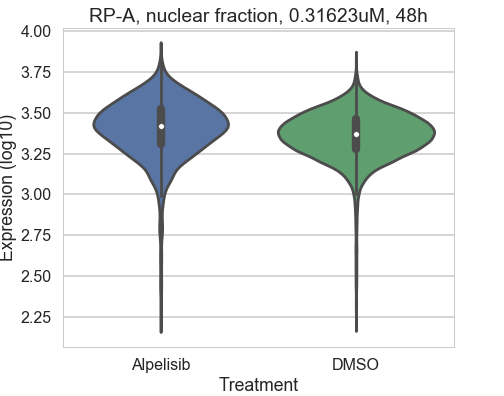 RP-A, nuclear fraction, 0.31623uM, 48h
4.00
3.75
3.50
3.25
3.00
2.75
2.50
2.25
Expression (log10)
Alpelisib
DMSO
Treatment